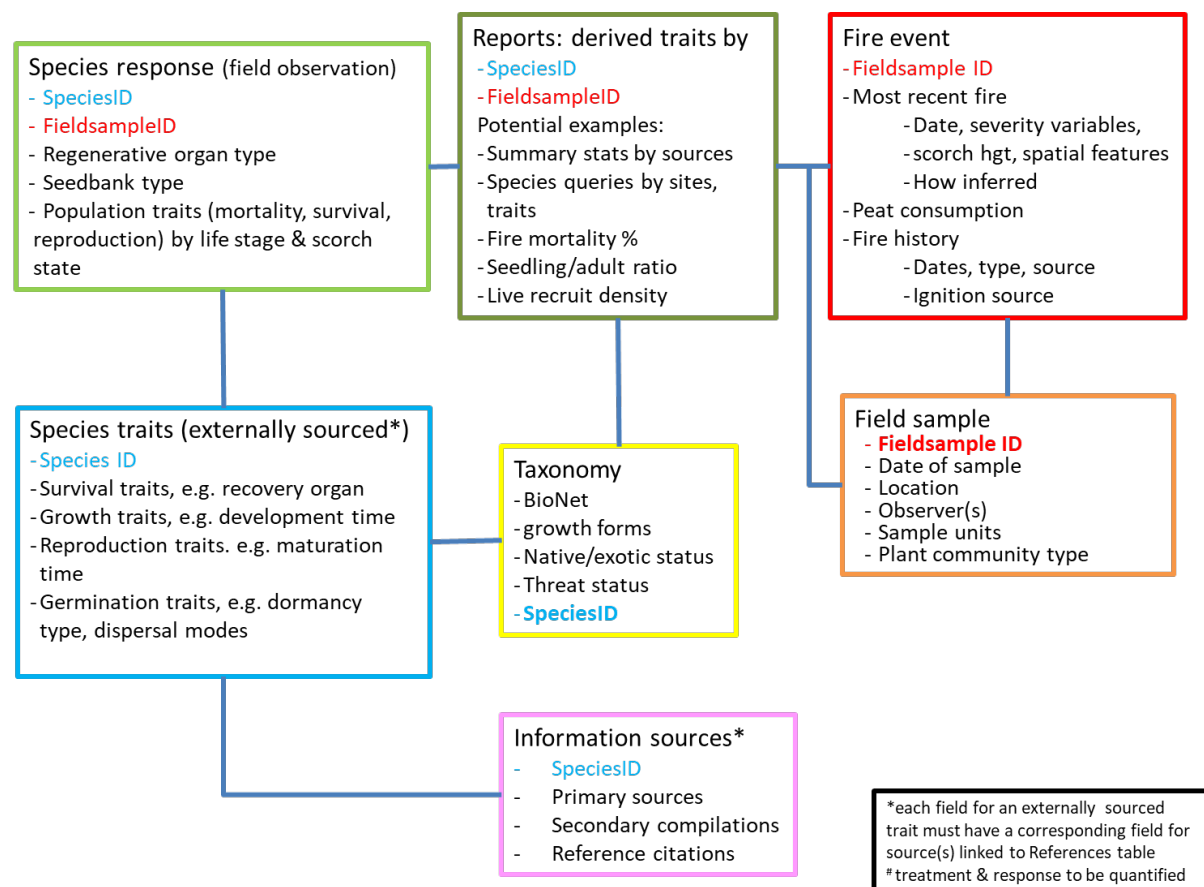 Species response (field observation)
- SpeciesID
- FieldsampleID
- Regenerative organ type
- Seedbank type
- Population traits (mortality, survival,
reproduction) by life stage & scorch
state
Reports: derived traits by
-SpeciesID
-FieldsampleID
Potential examples:
-Summary stats by sources
-Species queries by sites,
traits
-Fire mortality %
-Seedling/adult ratio
-Live recruit density
Fire event
-Fieldsample ID
-Most recent fire
-Date, severity variables,
-scorch hgt, spatial features
-How inferred
-Peat consumption
-Fire history
-Dates, type, source
-Ignition source
Species traits (externally sourced*)
-Species ID
-Survival traits, e.g. recovery organ
-Growth traits, e.g. development time
-Reproduction traits. e.g. maturation
time
-Germination traits, e.g. dormancy
type, dispersal modes
Taxonomy
-BioNet
-growth forms
-Native/exotic status
-Threat status
-SpeciesID
Field sample
- Fieldsample ID
- Date of sample
- Location
- Observer(s)
- Sample units
- Plant community type
Information sources*
- SpeciesID
- Primary sources
- Secondary compilations
- Reference citations
*each field for an externally sourced
trait must have a corresponding field for
source(s) linked to References table
# treatment & response to be quantified